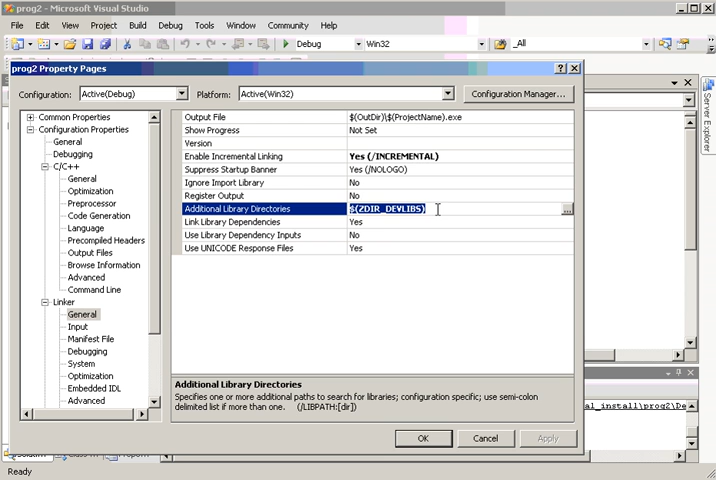 prog2 - Microsoft Visual Studio
File Edit View Project Build Debug Tools Window Community Help
Debug Win32 _All
prog2 Property Pages
Configuration: Active(Debug) Platform: Active(Win32) Configuration Manager...
Common Properties
Configuration Properties
General
Debugging
C/C++
General
Optimization
Preprocessor
Code Generation
Language
Precompiled Headers
Output Files
Browse Information
Advanced
Command Line
Linker
General
Input
Manifest File
Debugging
System
Optimization
Embedded IDL
Advanced
Output File $(OutDir)\$(ProjectName).exe
Show Progress Not Set
Version
Enable Incremental Linking Yes (/INCREMENTAL)
Suppress Startup Banner Yes (/NOLOGO)
Ignore Import Library No
Register Output No
Additional Library Directories $(ZDIR_DEVLIBS) ...
Link Library Dependencies Yes
Use Library Dependency Inputs No
Use UNICODE Response Files Yes
Additional Library Directories
Specifies one or more additional paths to search for libraries; configuration specific; use semi-colon
delimited list if more than one. (/LIBPATH:[dir])
OK Cancel Apply
Server Explorer
al_install\prog2\De
Ready